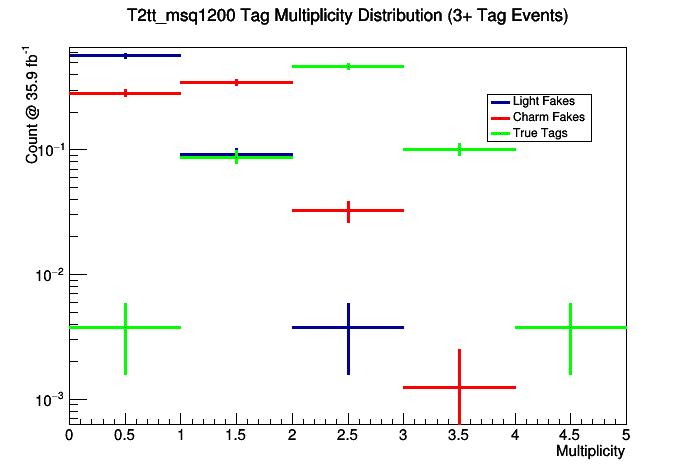 T2tt_msq1200 Tag Multiplicity Distribution (3+ Tag Events)
Count @ 35.9 fb⁻¹
Light Fakes
Charm Fakes
True Tags
10⁻¹
10⁻²
10⁻³
0 0.5 1 1.5 2 2.5 3 3.5 4 4.5 5
Multiplicity